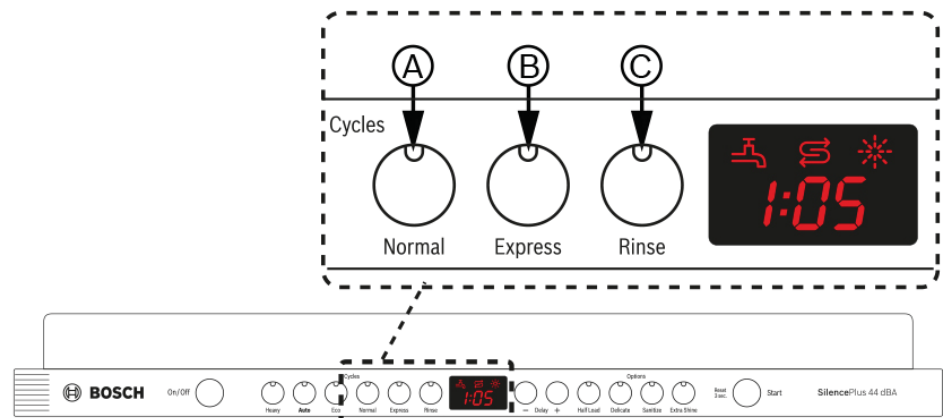 A B C
Cycles
1:05
Normal Express Rinse
BOSCH On/Off Heavy Auto Eco Cycles Normal Express Rinse 1:05 - Delay + Options Half Load Delicate Sanitize Extra Shine Reset 3 sec. Start SilencePlus 44 dBA